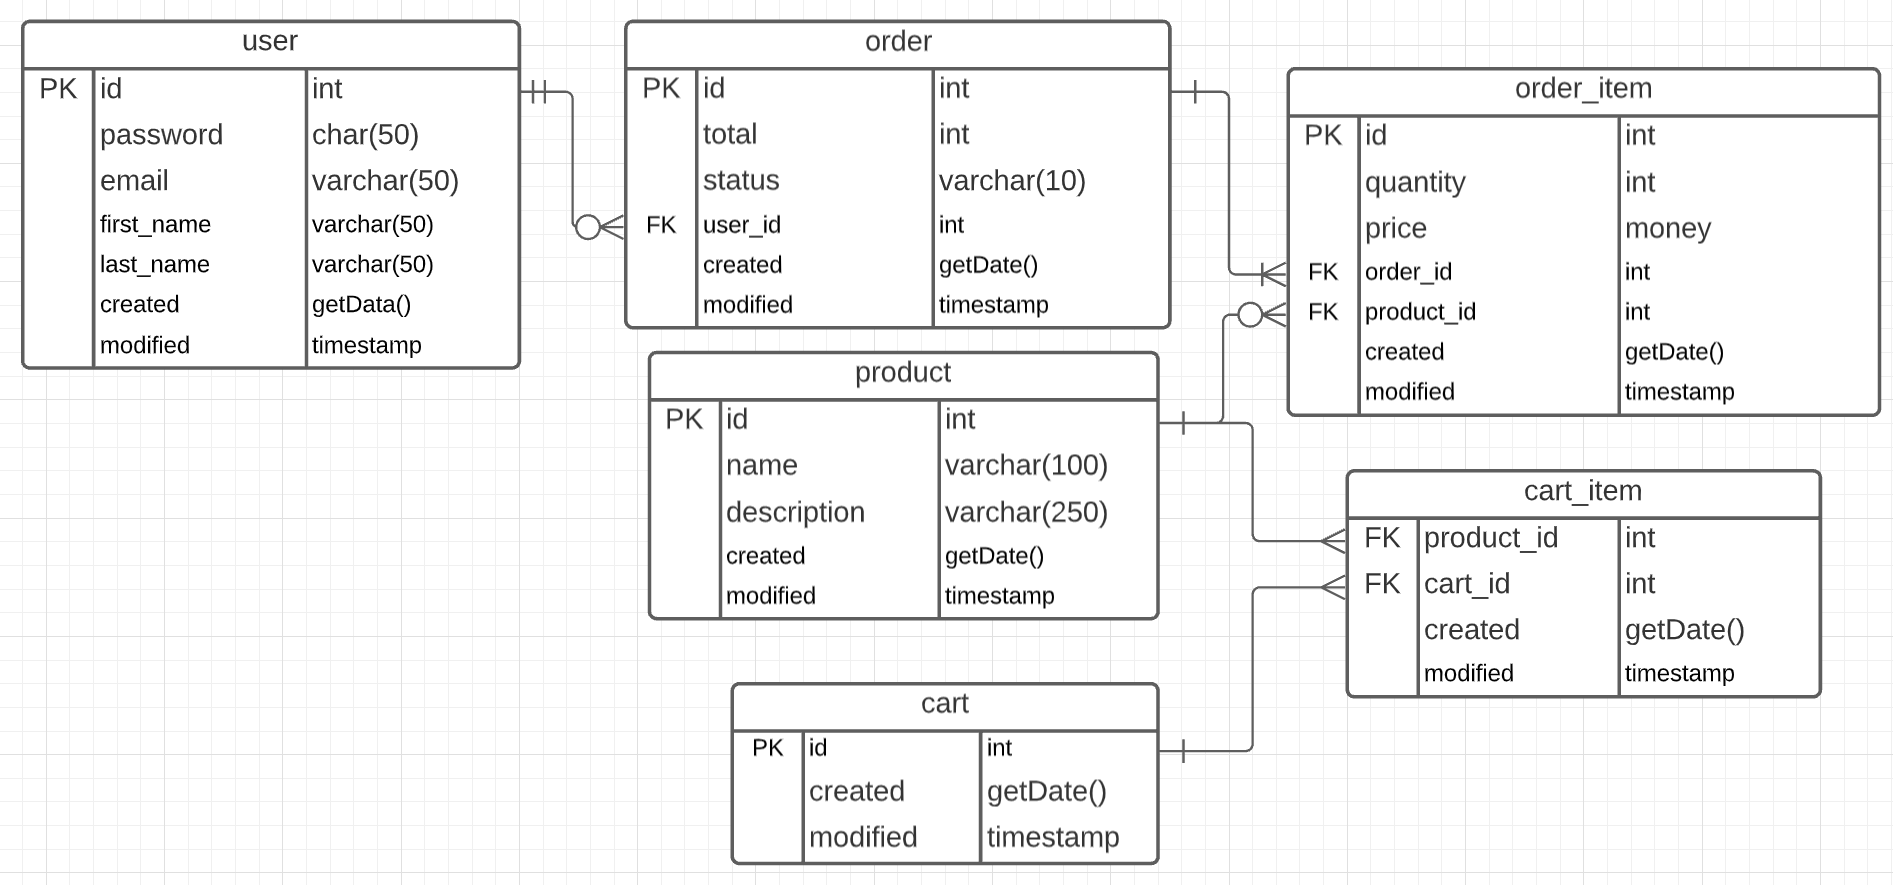 user
PK id int
password char(50)
email varchar(50)
first_name varchar(50)
last_name varchar(50)
created getData()
modified timestamp
order
PK id int
total int
status varchar(10)
FK user_id int
created getDate()
modified timestamp
order_item
PK id int
quantity int
price money
FK order_id int
FK product_id int
created getDate()
modified timestamp
product
PK id int
name varchar(100)
description varchar(250)
created getDate()
modified timestamp
cart_item
FK product_id int
FK cart_id int
created getDate()
modified timestamp
cart
PK id int
created getDate()
modified timestamp